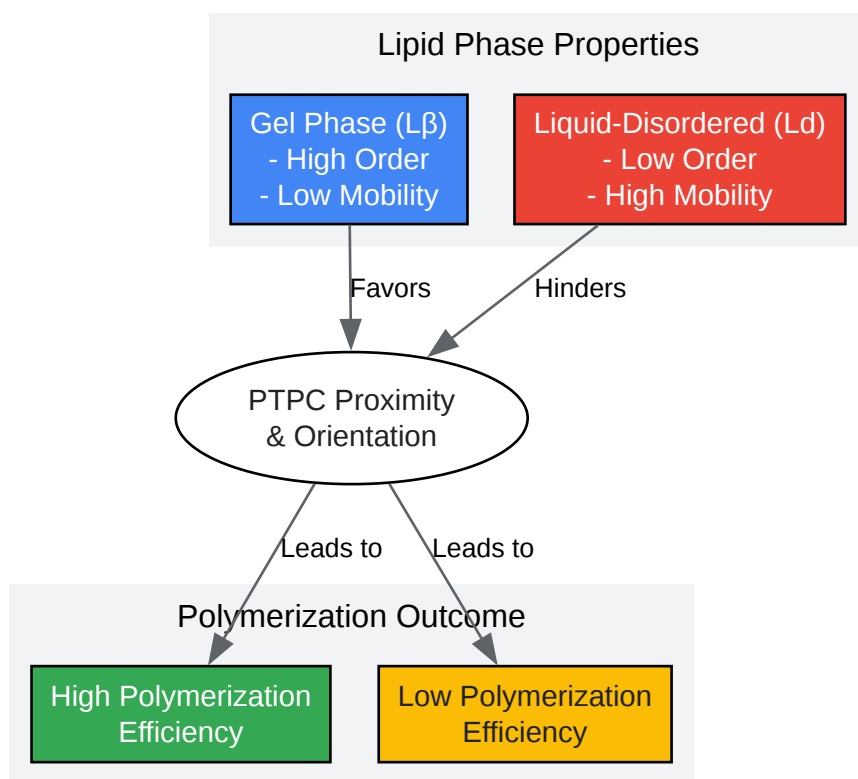 Lipid Phase Properties
Gel Phase (Lβ)
- High Order
- Low Mobility
Liquid-Disordered (Ld)
- Low Order
- High Mobility
Favors
Hinders
PTPC Proximity
& Orientation
Leads to
Leads to
Polymerization Outcome
High Polymerization
Efficiency
Low Polymerization
Efficiency